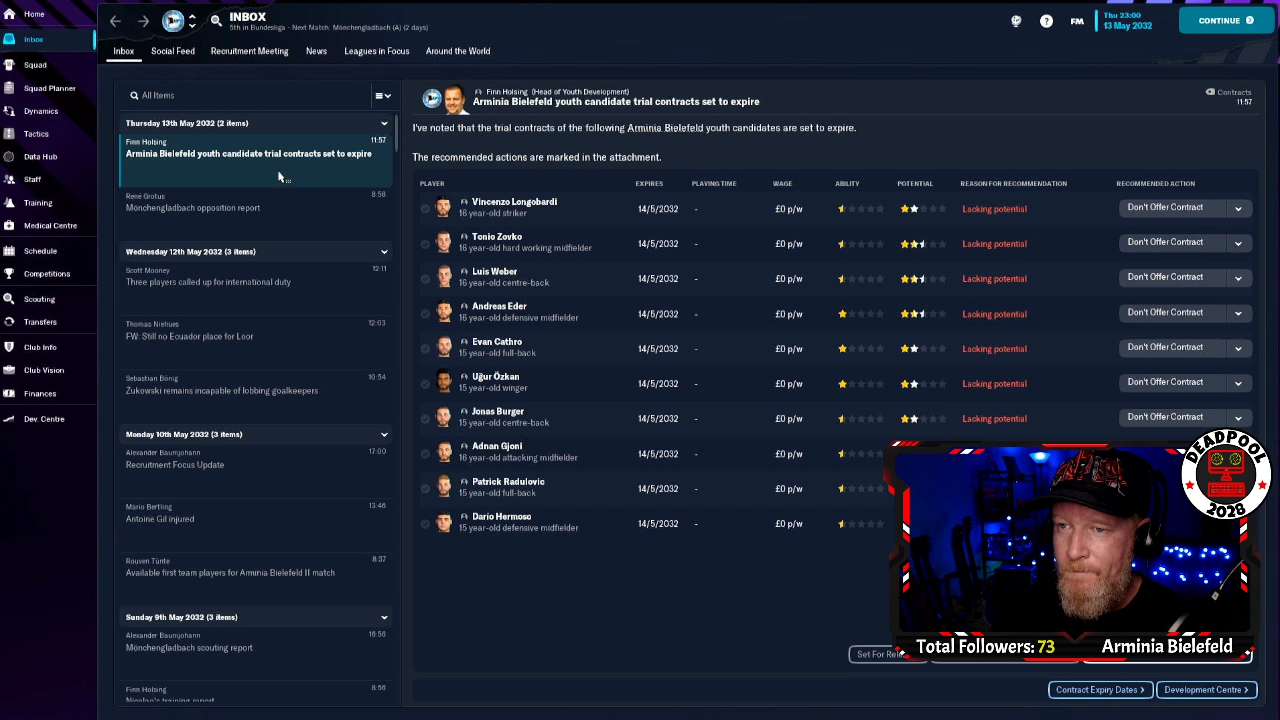 Home
Inbox
Squad
Squad Planner
Dynamics
Tactics
Data Hub
Staff
Training
Medical Centre
Schedule
Competitions
Scouting
Transfers
Club Info
Club Vision
Finances
Dev. Centre
INBOX
5th in Bundesliga - Next Match: Mönchengladbach (A) (2 days)
FM
Thu 23:00
13 May 2032
CONTINUE
Inbox Social Feed Recruitment Meeting News Leagues in Focus Around the World
All Items
Thursday 13th May 2032 (2 items)
Finn Holsing 11:57
Arminia Bielefeld youth candidate trial contracts set to expire
René Grotus 8:58
Mönchengladbach opposition report
Wednesday 12th May 2032 (3 items)
Scott Mooney 12:11
Three players called up for international duty
Thomas Niehues 12:03
FW: Still no Ecuador place for Loor
Sebastian Bönig 10:54
Żukowski remains incapable of lobbing goalkeepers
Monday 10th May 2032 (3 items)
Alexander Baumjohann 17:00
Recruitment Focus Update
Mario Bertling 13:46
Antoine Gil injured
Rouven Tünte 8:37
Available first team players for Arminia Bielefeld II match
Sunday 9th May 2032 (3 items)
Alexander Baumjohann 16:56
Mönchengladbach scouting report
Finn Holsing 8:56
Finn Holsing (Head of Youth Development)
Arminia Bielefeld youth candidate trial contracts set to expire
Contracts
11:57
I've noted that the trial contracts of the following Arminia Bielefeld youth candidates are set to expire.
The recommended actions are marked in the attachment.
PLAYER EXPIRES PLAYING TIME WAGE ABILITY POTENTIAL REASON FOR RECOMMENDATION RECOMMENDED ACTION
Vincenzo Longobardi
16 year-old striker 14/5/2032 - £0 p/w Lacking potential Don't Offer Contract
Tonio Zovko
16 year-old hard working midfielder 14/5/2032 - £0 p/w Lacking potential Don't Offer Contract
Luis Weber
16 year-old centre-back 14/5/2032 - £0 p/w Lacking potential Don't Offer Contract
Andreas Eder
16 year-old defensive midfielder 14/5/2032 - £0 p/w Lacking potential Don't Offer Contract
Evan Cathro
15 year-old full-back 14/5/2032 - £0 p/w Lacking potential Don't Offer Contract
Uğur Özkan
15 year-old winger 14/5/2032 - £0 p/w Lacking potential Don't Offer Contract
Jonas Burger
15 year-old centre-back 14/5/2032 - £0 p/w Lacking potential Don't Offer Contract
Adnan Gjoni
16 year-old attacking midfielder 14/5/2032 - £0 p/w
Patrick Radulovic
15 year-old full-back 14/5/2032 - £0 p/w
Dario Hermoso
15 year-old defensive midfielder 14/5/2032 - £0 p/w
DEADPOOL
2028
Total Followers: 73 Arminia Bielefeld
Set For
Contract Expiry Dates Development Centre